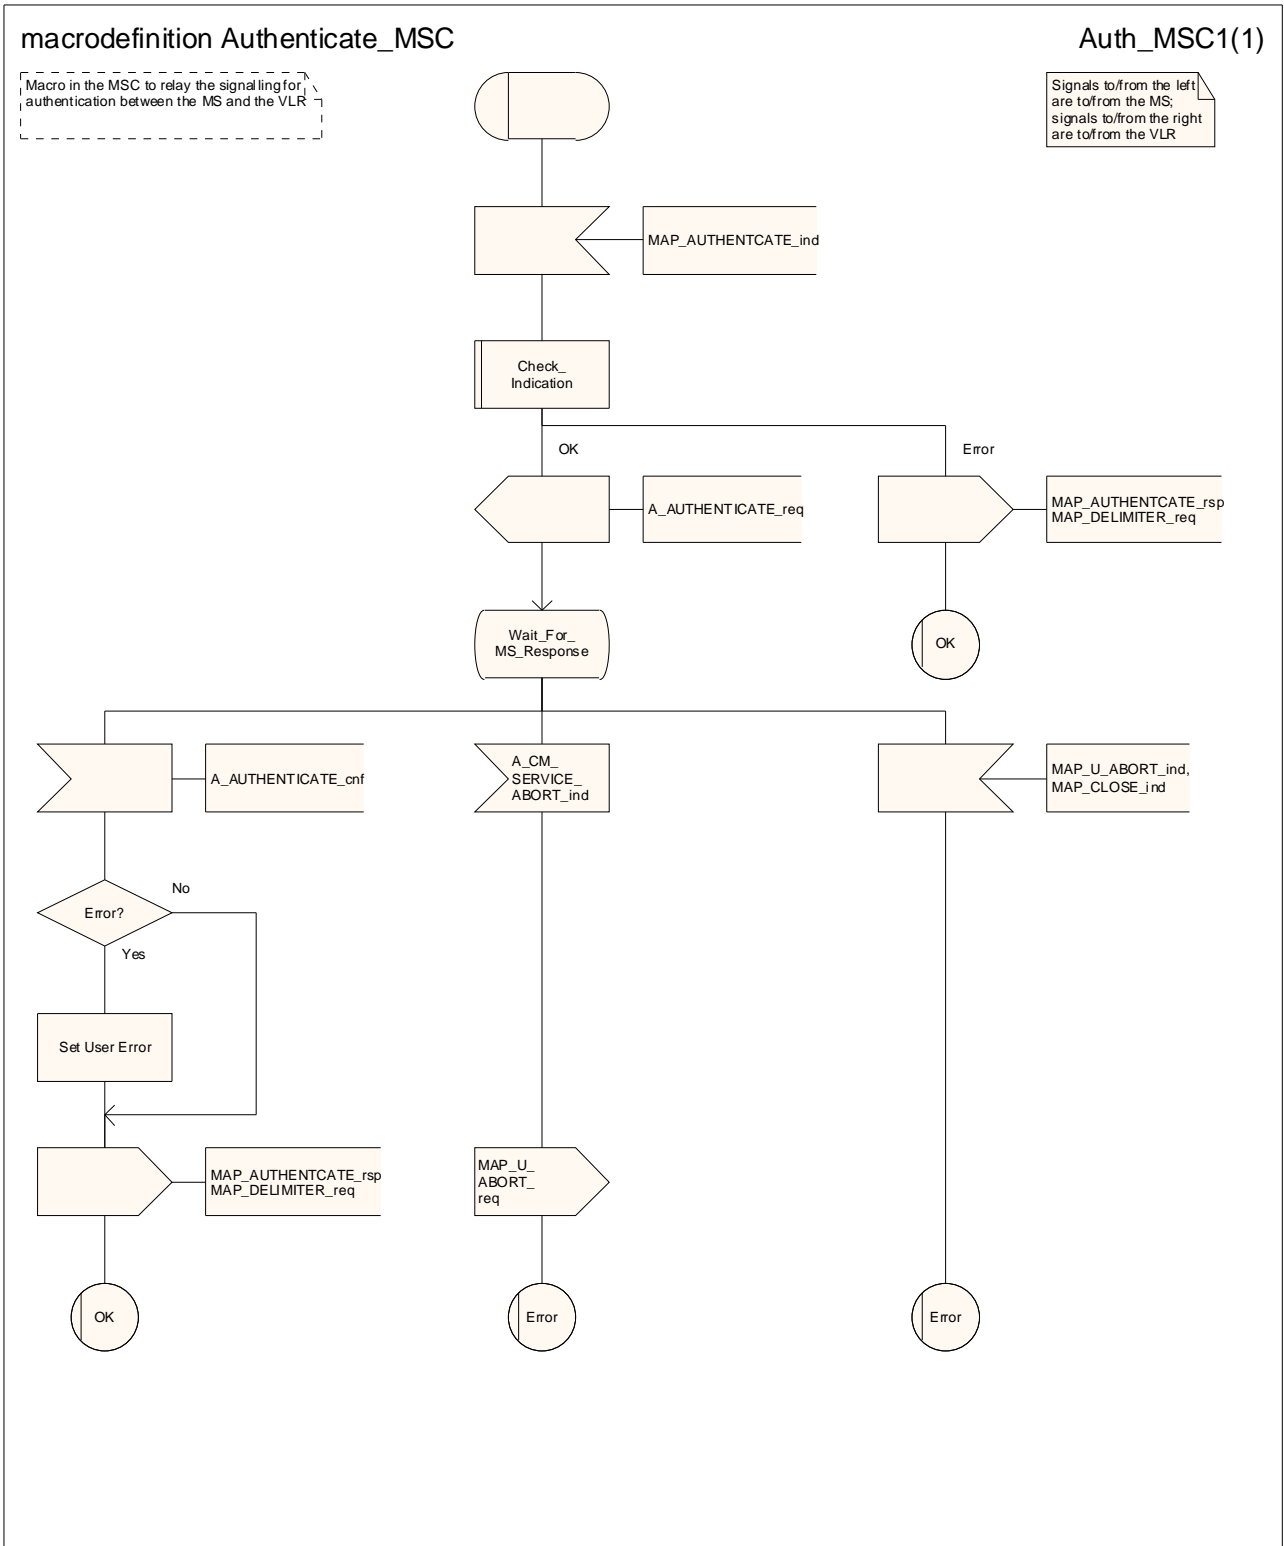 macrodefinition Authenticate_MSC
Auth_MSC1(1)
Macro in the MSC to relay the signalling for
authentication between the MS and the VLR
Signals to/from the left
are to/from the MS;
signals to/from the right
are to/from the VLR
MAP_AUTHENTCATE_ind
Check_
Indication
OK
Error
A_AUTHENTICATE_req
MAP_AUTHENTCATE_rsp
MAP_DELIMITER_req
Wait_For_
MS_Response
OK
A_AUTHENTICATE_cnf
A_CM_
SERVICE_
ABORT_ind
MAP_U_ABORT_ind,
MAP_CLOSE_ind
No
Error?
Yes
Set User Error
MAP_AUTHENTCATE_rsp
MAP_DELIMITER_req
MAP_U_
ABORT_
req
OK
Error
Error